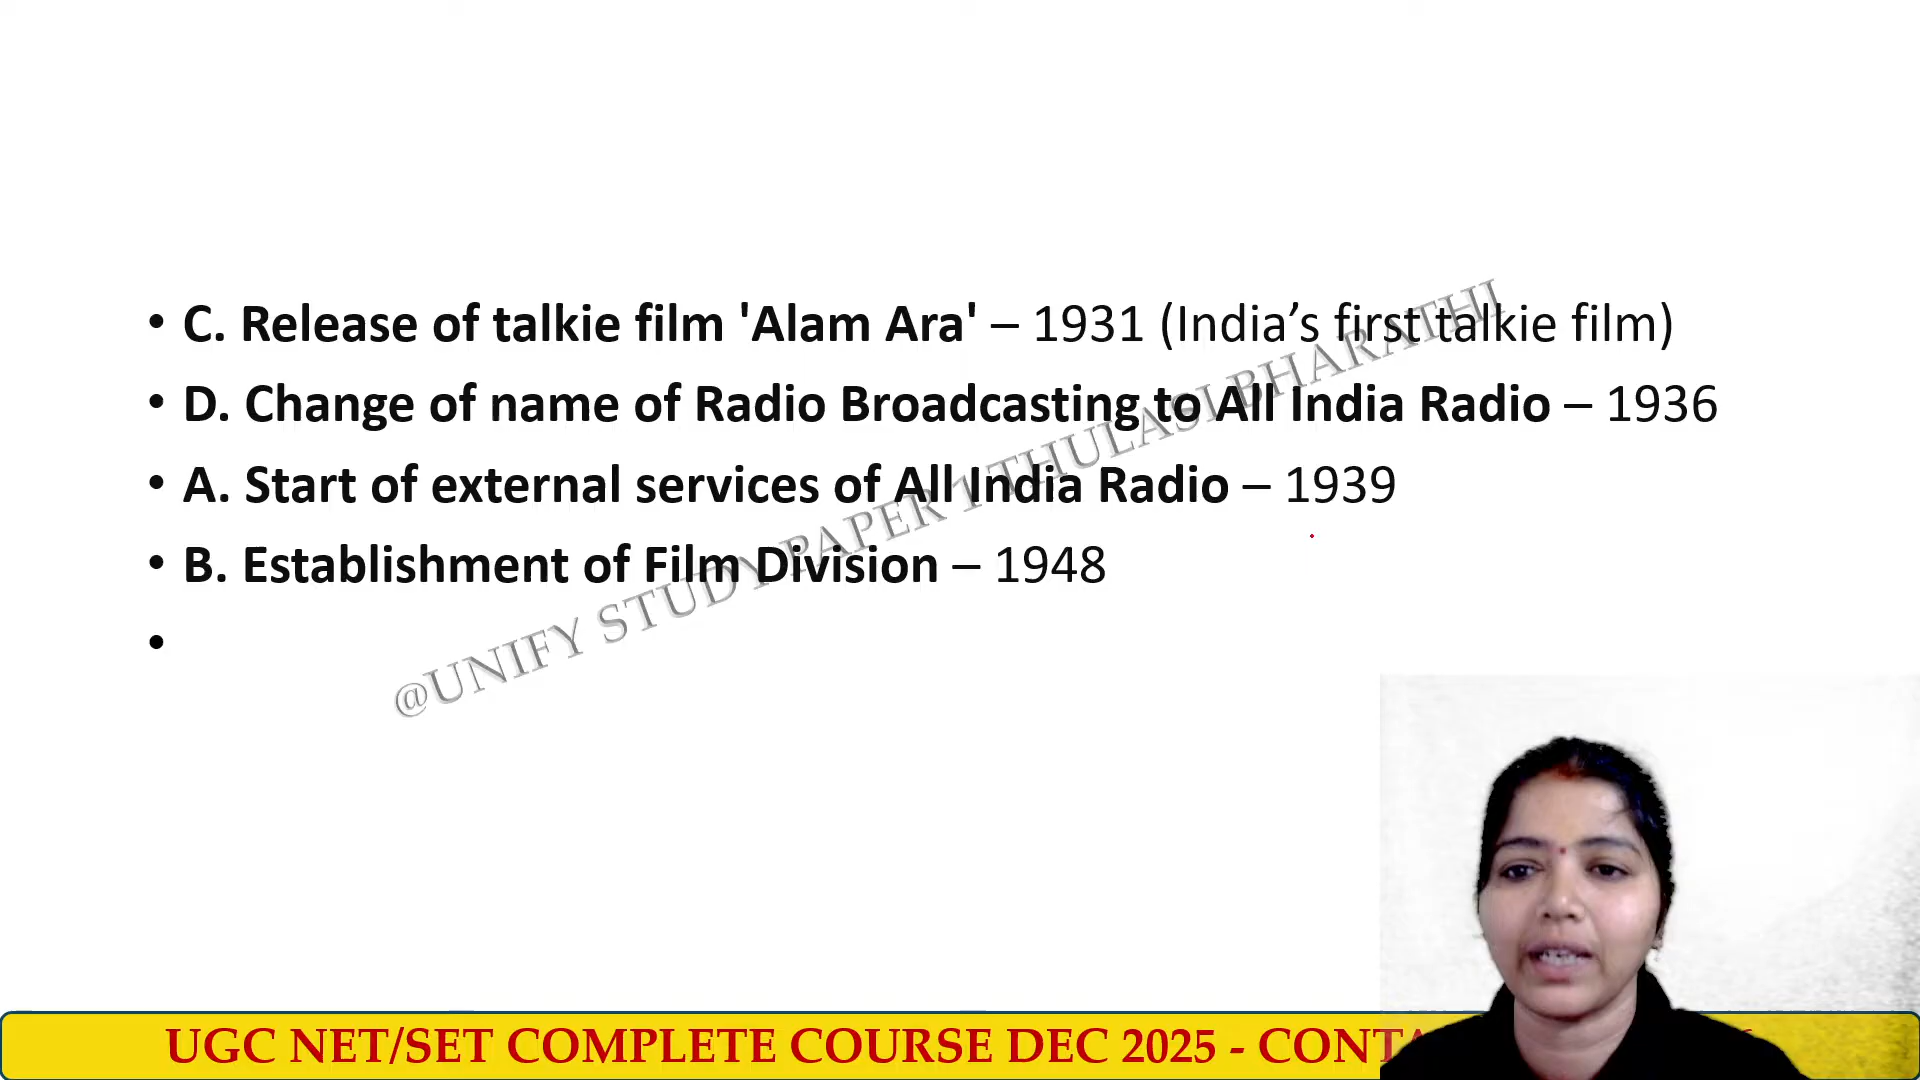 • C. Release of talkie film 'Alam Ara' – 1931 (India’s first talkie film)
• D. Change of name of Radio Broadcasting to All India Radio – 1936
• A. Start of external services of All India Radio – 1939
• B. Establishment of Film Division – 1948
•
@UNIFY STUDY PAPER 1 THULASI BHARATHI
UGC NET/SET COMPLETE COURSE DEC 2025 -